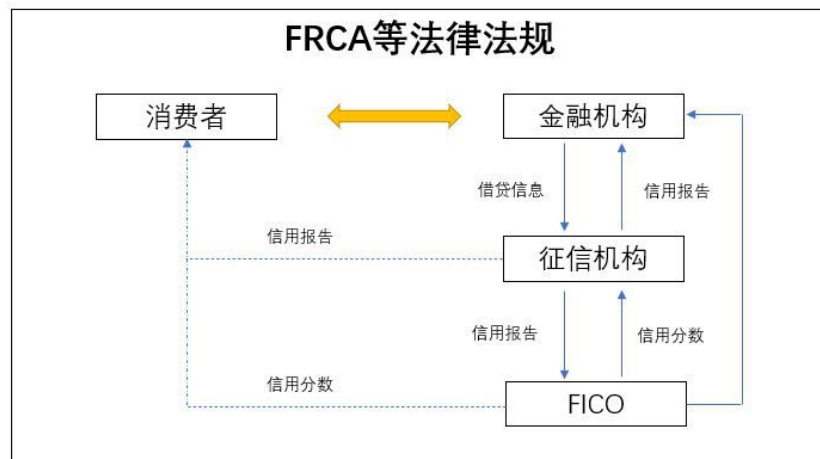 FRCA等法律法规
消费者
金融机构
借贷信息
信用报告
信用报告
征信机构
信用报告
信用分数
信用分数
FICO